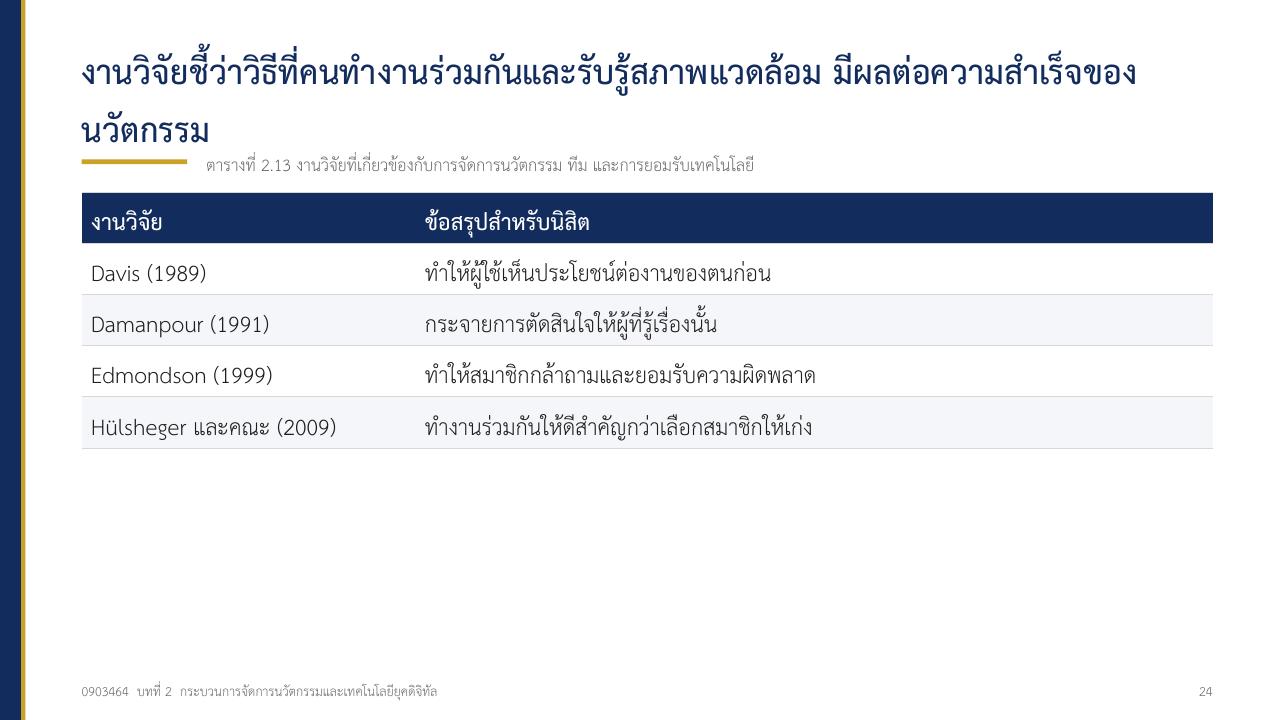 งานวิจัยชี้ว่าวิธีที่คนทำงานร่วมกันและรับรู้สภาพแวดล้อม มีผลต่อความสำเร็จของ
นวัตกรรม
ตารางที่ 2.13 งานวิจัยที่เกี่ยวข้องกับการจัดการนวัตกรรม ทีม และการยอมรับเทคโนโลยี
งานวิจัย ข้อสรุปสำหรับนิสิต
Davis (1989) ทำให้ผู้ใช้เห็นประโยชน์ต่องานของตนก่อน
Damanpour (1991) กระจายการตัดสินใจให้ผู้ที่รู้เรื่องนั้น
Edmondson (1999) ทำให้สมาชิกกล้าถามและยอมรับความผิดพลาด
Hülsheger และคณะ (2009) ทำงานร่วมกันให้ดีสำคัญกว่าเลือกสมาชิกให้เก่ง
0903464 บทที่ 2 กระบวนการจัดการนวัตกรรมและเทคโนโลยียุคดิจิทัล 24